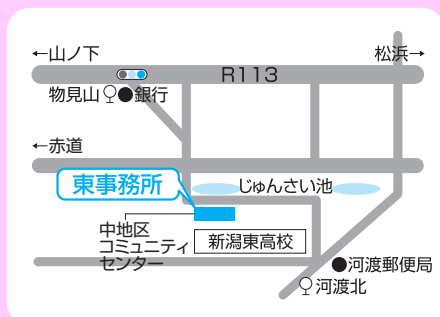 ←山ノ下
松浜→
R113
物見山
銀行
←赤道
東事務所
じゅんさい池
中地区
コミュニティ
センター
新潟東高校
河渡郵便局
河渡北